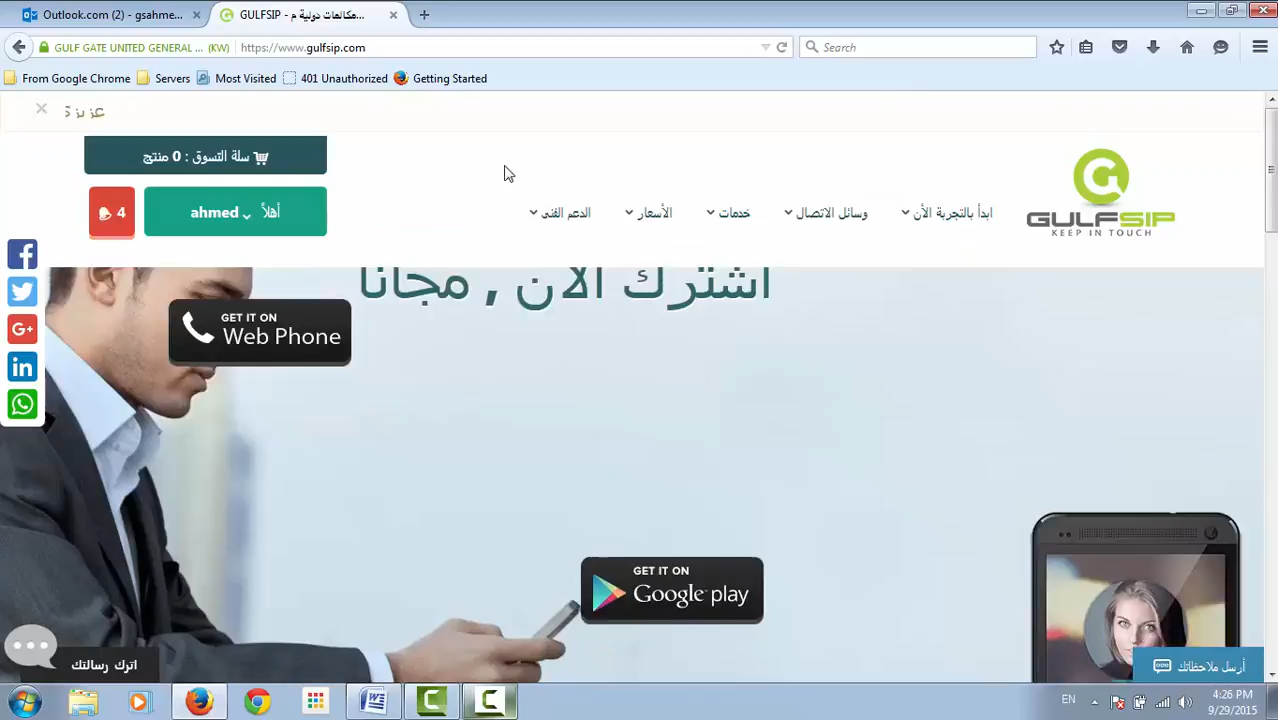 Outlook.com (2) - gsahme...
GULFSIP - مكالمات دولية م...
GULF GATE UNITED GENERAL ... (KW)
https://www.gulfsip.com
Search
From Google Chrome
Servers
Most Visited
401 Unauthorized
Getting Started
سلة التسوق : 0 منتج
4
أهلاً ahmed
ابدأ بالتجربة الأن
وسائل الاتصال
خدمات
الأسعار
الدعم الفنى
GULFSIP
KEEP IN TOUCH
اشترك الان , مجانا
GET IT ON
Web Phone
GET IT ON
Google play
اترك رسالتك
أرسل ملاحظاتك
EN
4:26 PM
9/29/2015